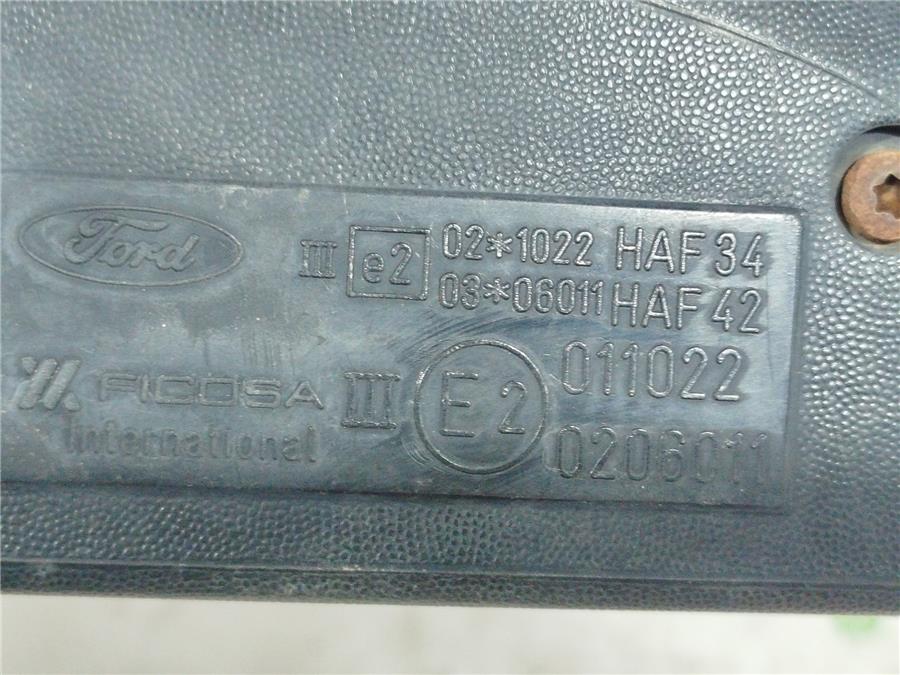 Ford
III e2 02*1022 HAF 34
03*06011 HAF 42
FICOSA
International
III E2 011022
0206011